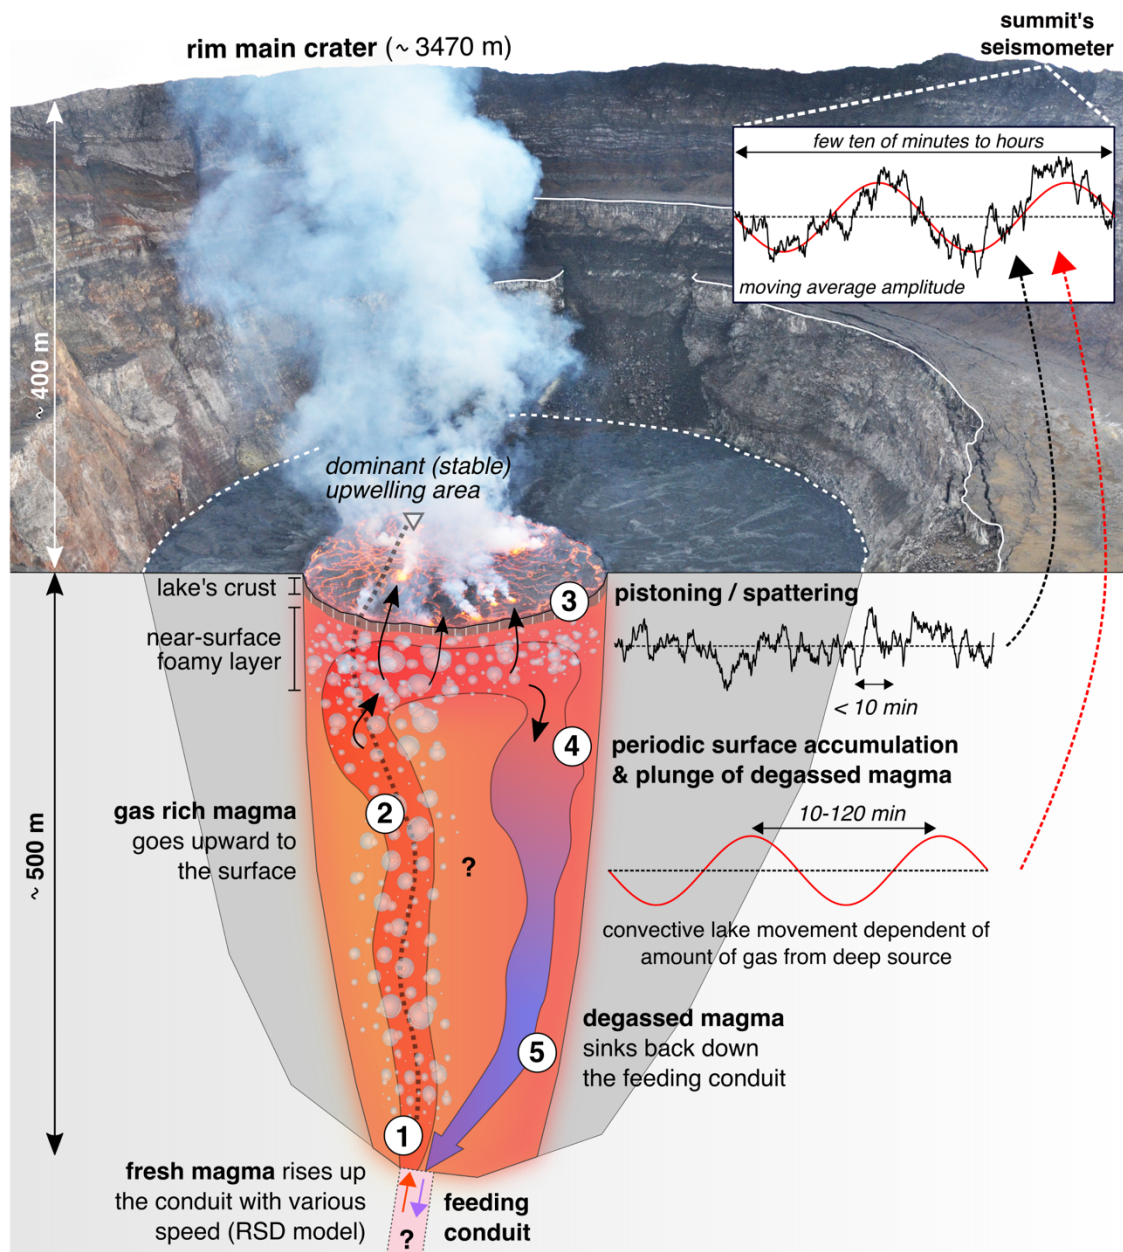 rim main crater (~ 3470 m)
summit's
seismometer
few ten of minutes to hours
moving average amplitude
~ 400 m
dominant (stable)
upwelling area
lake's crust
near-surface
foamy layer
3
pistoning / spattering
< 10 min
4
periodic surface accumulation
& plunge of degassed magma
10-120 min
gas rich magma
goes upward to
the surface
2
?
~ 500 m
convective lake movement dependent of
amount of gas from deep source
degassed magma
sinks back down
the feeding conduit
5
1
fresh magma rises up
the conduit with various
speed (RSD model)
feeding
conduit
?